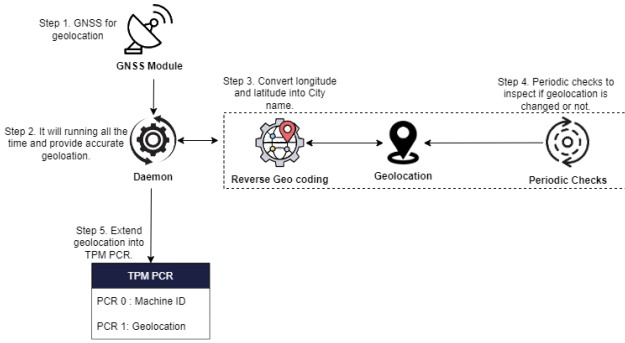 Step 1. GNSS for
geolocation
GNSS Module
Step 2. It will running all the
time and provide accurate
geoloation.
Daemon
Step 3. Convert longitude
and latitude into City
name.
Reverse Geo coding
Geolocation
Step 4. Periodic checks to
inspect if geolocation is
changed or not.
Periodic Checks
Step 5. Extend
geolocation into
TPM PCR.
TPM PCR
PCR 0 : Machine ID
PCR 1: Geolocation